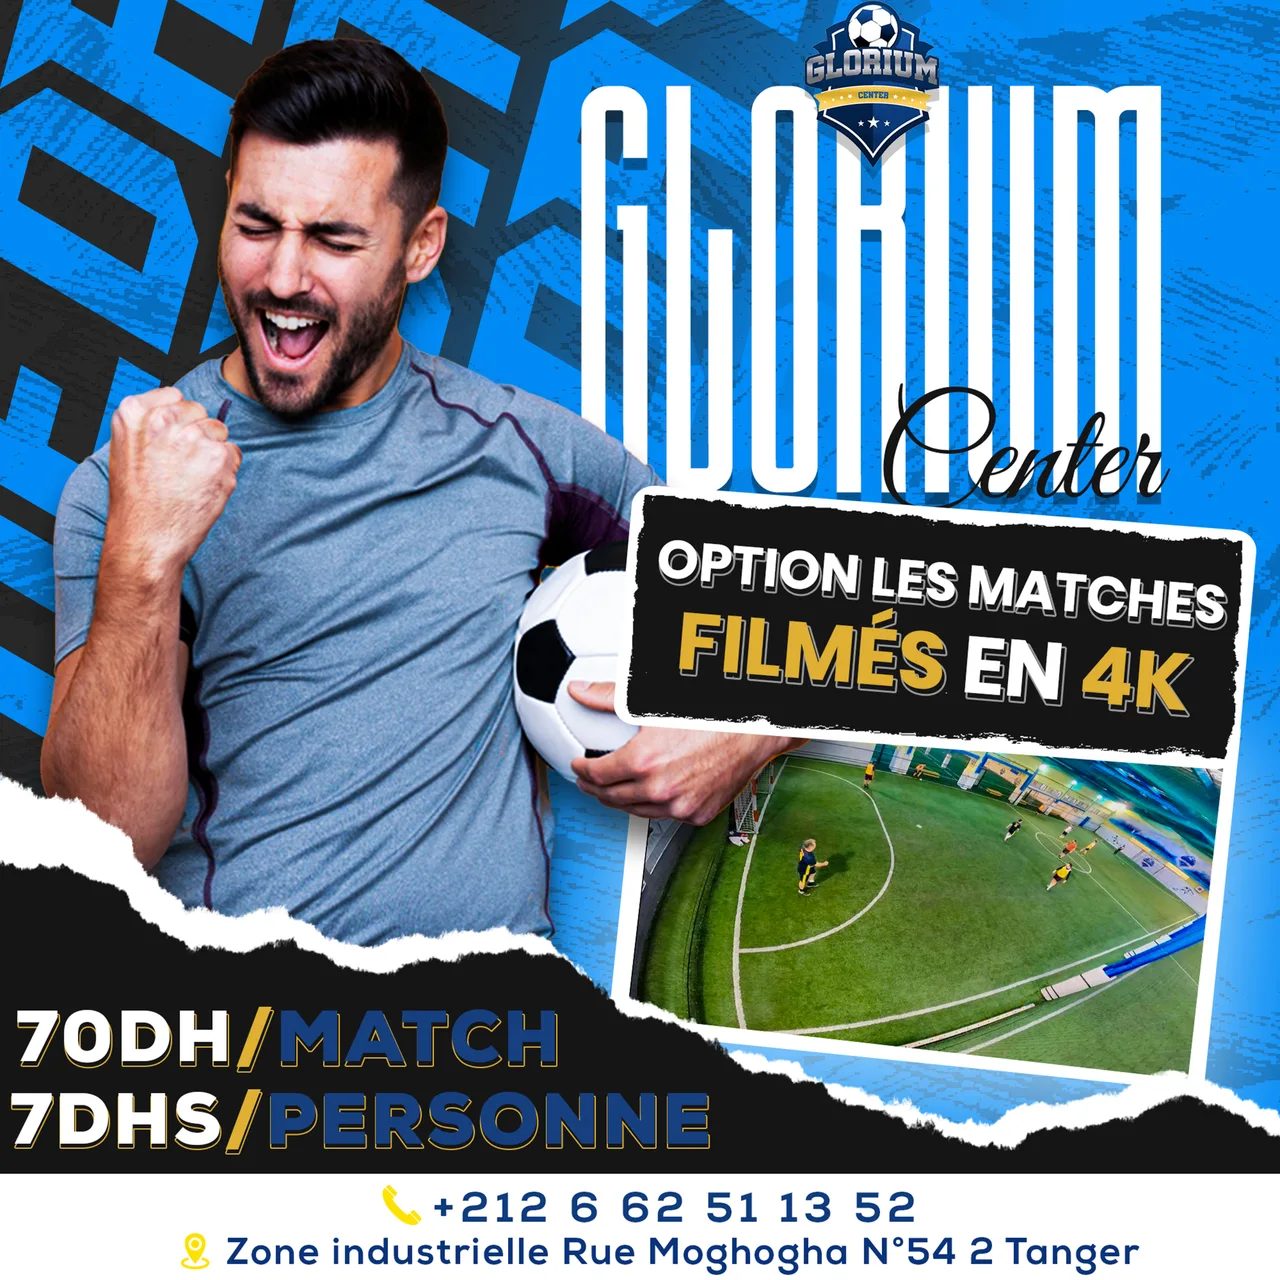 GLORIUM
CENTER
GLORIUM
Center
OPTION LES MATCHES
FILMÉS EN 4K
70DH/MATCH
7DHS/PERSONNE
+212 6 62 51 13 52
Zone industrielle Rue Moghogha N°54 2 Tanger